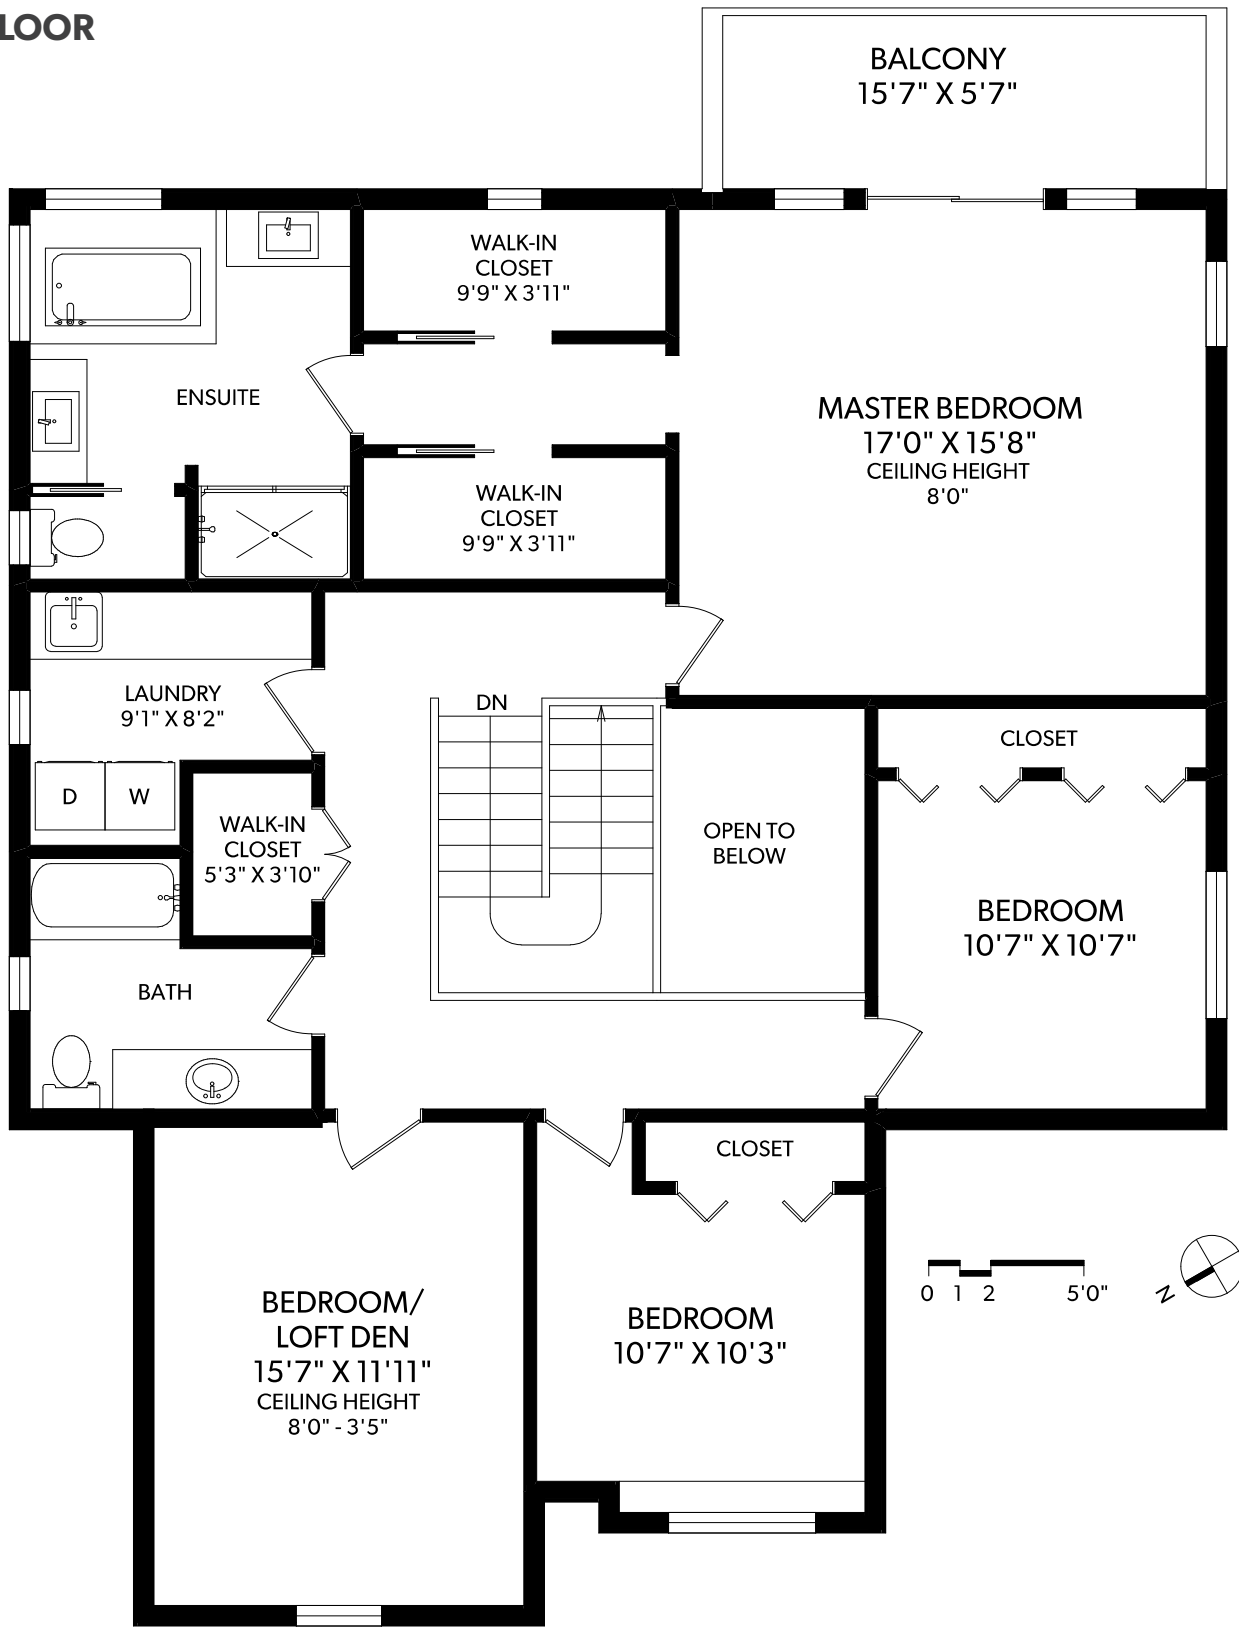 LOOR
BALCONY
15'7" X 5'7"
WALK-IN
CLOSET
9'9" X 3'11"
ENSUITE
MASTER BEDROOM
17'0" X 15'8"
CEILING HEIGHT
8'0"
WALK-IN
CLOSET
9'9" X 3'11"
LAUNDRY
9'1" X 8'2"
DN
CLOSET
D
W
WALK-IN
CLOSET
5'3" X 3'10"
OPEN TO
BELOW
BEDROOM
10'7" X 10'7"
BATH
CLOSET
BEDROOM/
LOFT DEN
15'7" X 11'11"
CEILING HEIGHT
8'0" - 3'5"
BEDROOM
10'7" X 10'3"
0 1 2 5'0"
N